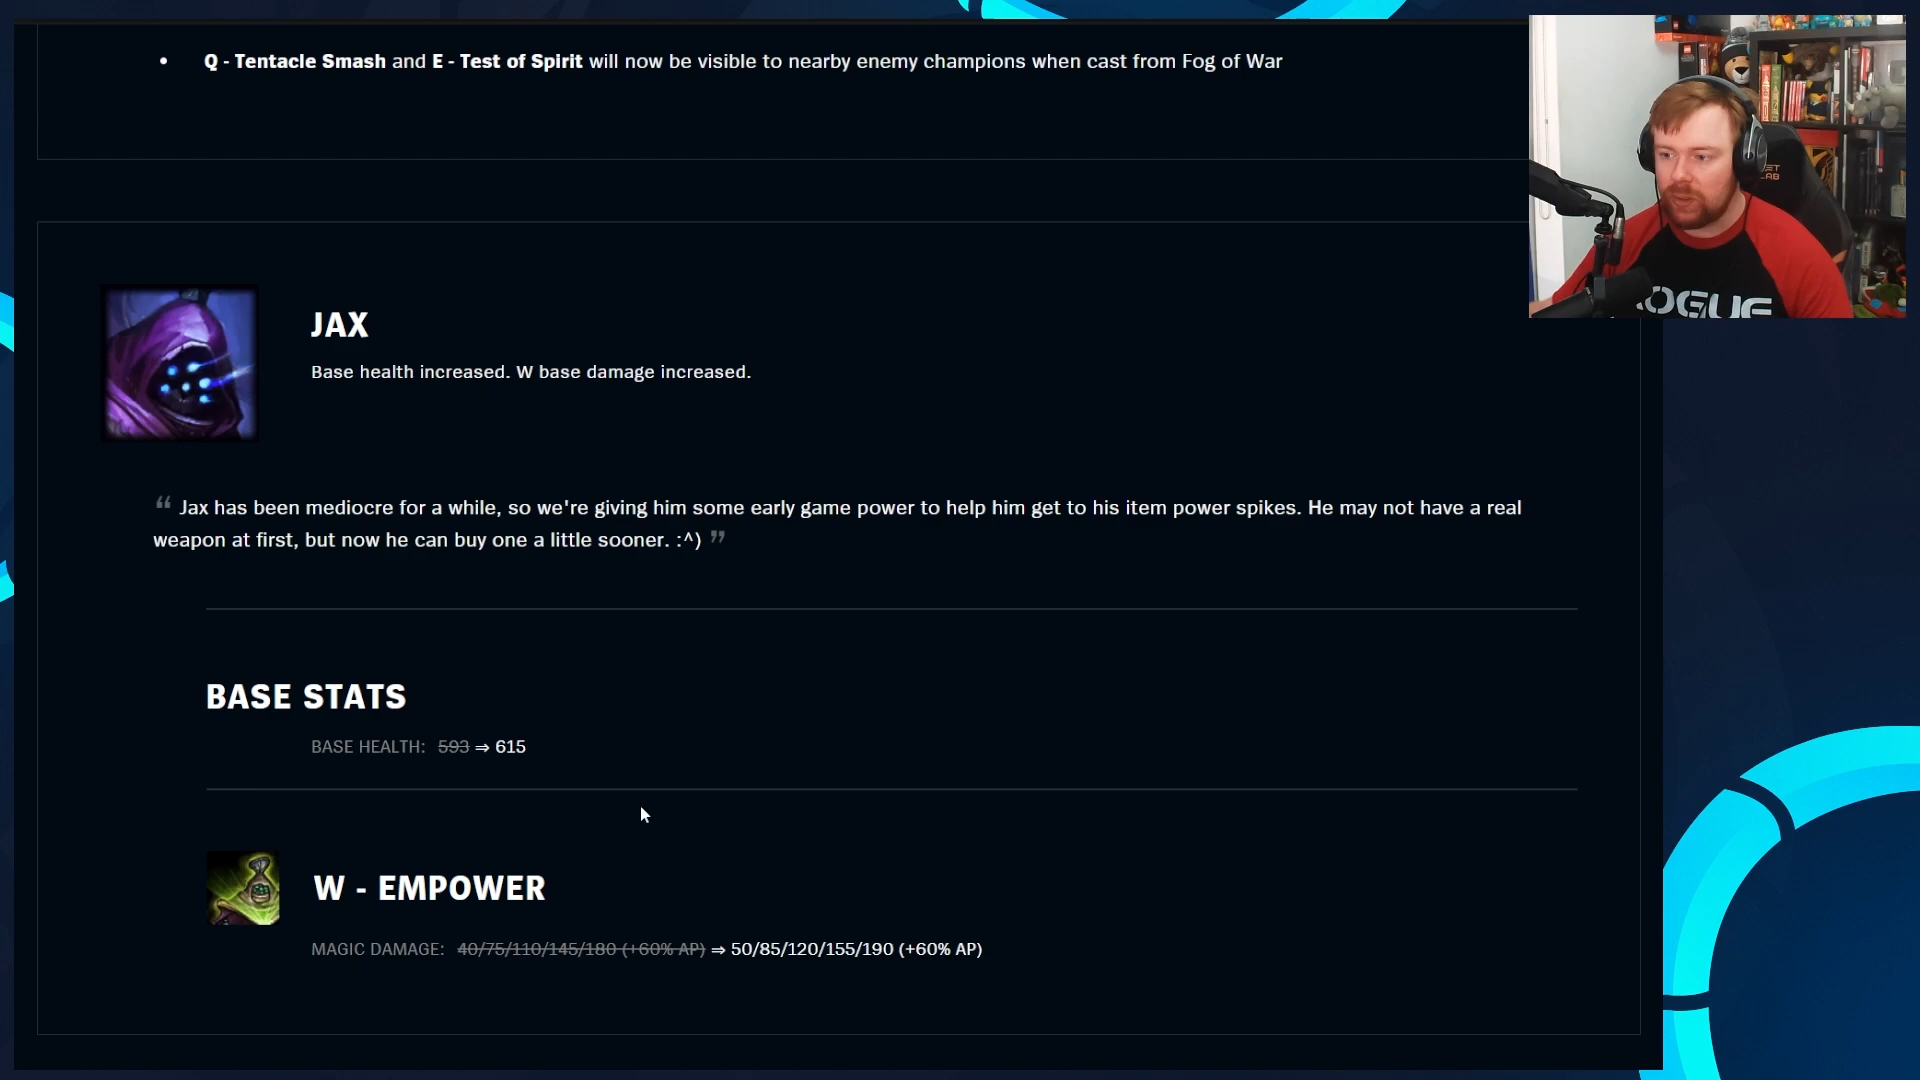 • Q - Tentacle Smash and E - Test of Spirit will now be visible to nearby enemy champions when cast from Fog of War
JAX
Base health increased. W base damage increased.
“ Jax has been mediocre for a while, so we're giving him some early game power to help him get to his item power spikes. He may not have a real
weapon at first, but now he can buy one a little sooner. :^) ”
BASE STATS
BASE HEALTH: 593 ⇒ 615
W - EMPOWER
MAGIC DAMAGE: 40/75/110/145/180 (+60% AP) ⇒ 50/85/120/155/190 (+60% AP)
OGUE